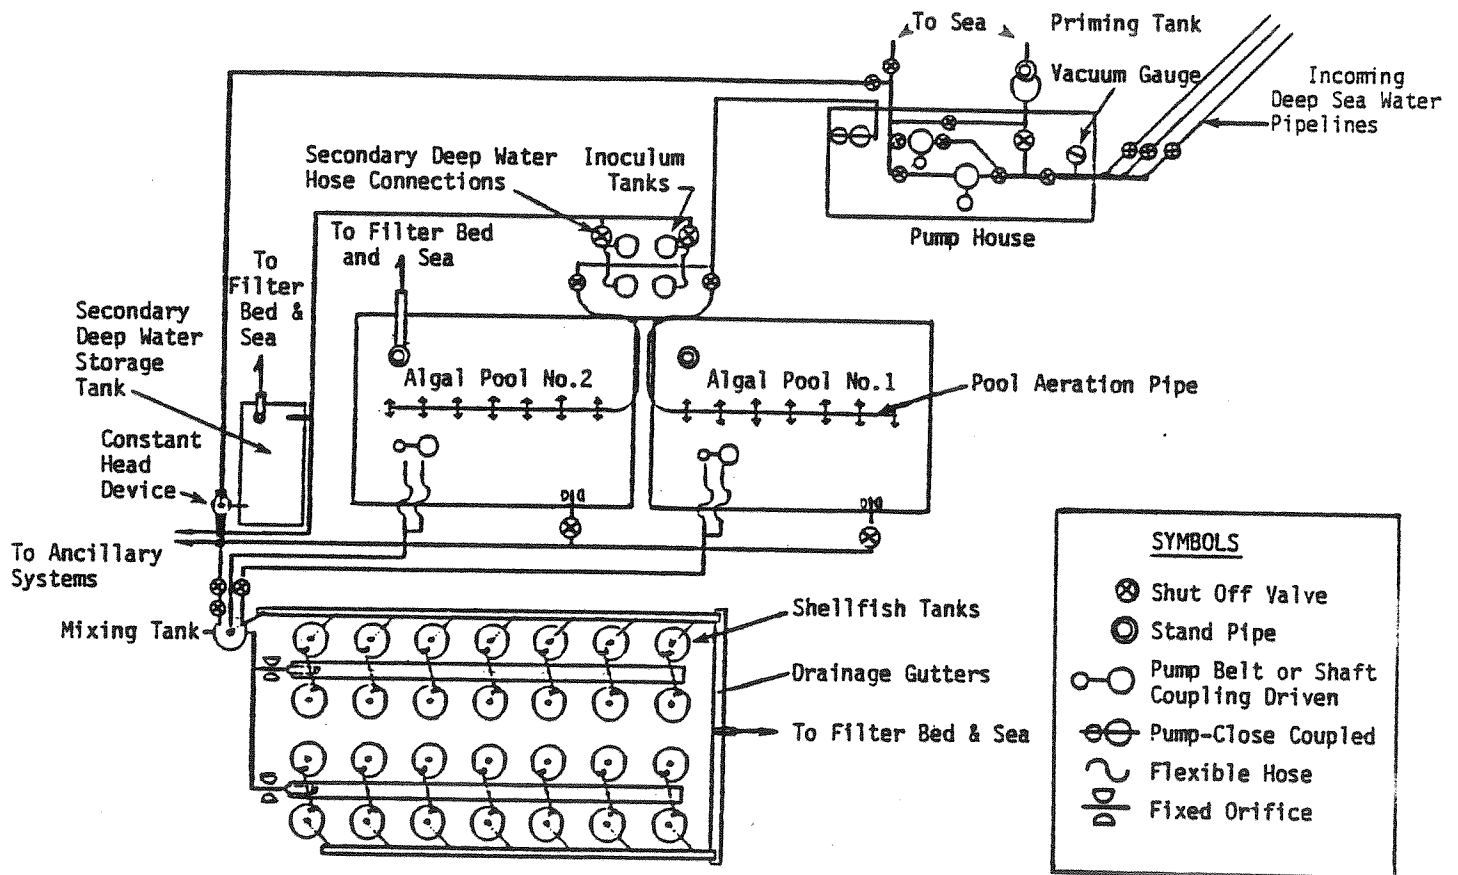 To Sea
Priming Tank
Vacuum Gauge
Incoming
Deep Sea Water
Pipelines
Pump House
Secondary Deep Water
Hose Connections
Inoculum
Tanks
To Filter Bed
and Sea
To
Filter
Bed &
Sea
Secondary
Deep Water
Storage
Tank
Constant
Head
Device
Algal Pool No.2
Algal Pool No.1
Pool Aeration Pipe
To Ancillary
Systems
Mixing Tank
Shellfish Tanks
Drainage Gutters
To Filter Bed & Sea
SYMBOLS
Shut Off Valve
Stand Pipe
Pump Belt or Shaft
Coupling Driven
Pump-Close Coupled
Flexible Hose
Fixed Orifice